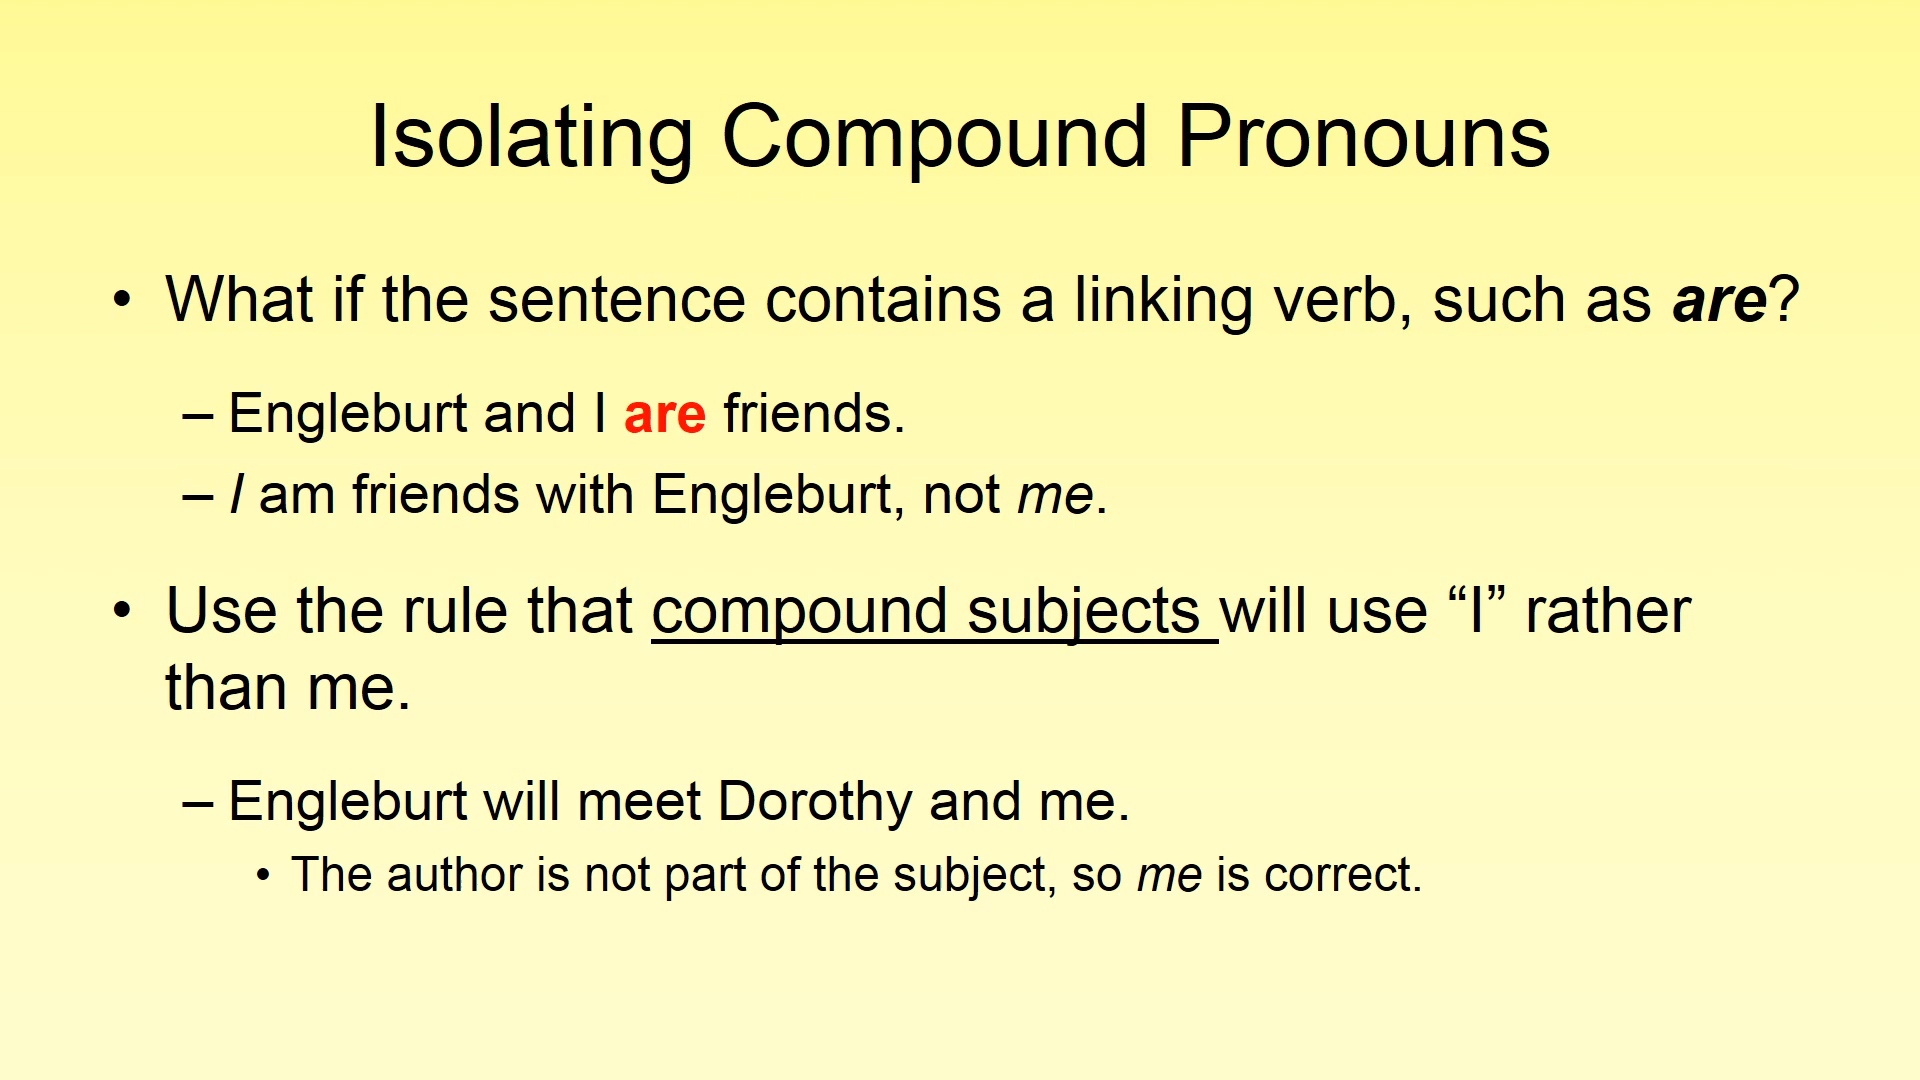 Isolating Compound Pronouns
• What if the sentence contains a linking verb, such as are?
– Engleburt and I are friends.
– I am friends with Engleburt, not me.
• Use the rule that compound subjects will use “I” rather
than me.
– Engleburt will meet Dorothy and me.
• The author is not part of the subject, so me is correct.